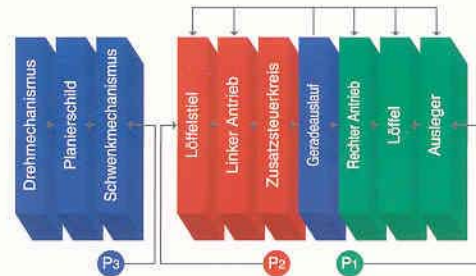 Drehmechanismus
Planierschild
Schwenkmechanismus
Löffelstiel
Linker Antrieb
Zusatzsteuerkreis
Geradeauslauf
Rechter Antrieb
Löffel
Ausleger
P3
P2
P1